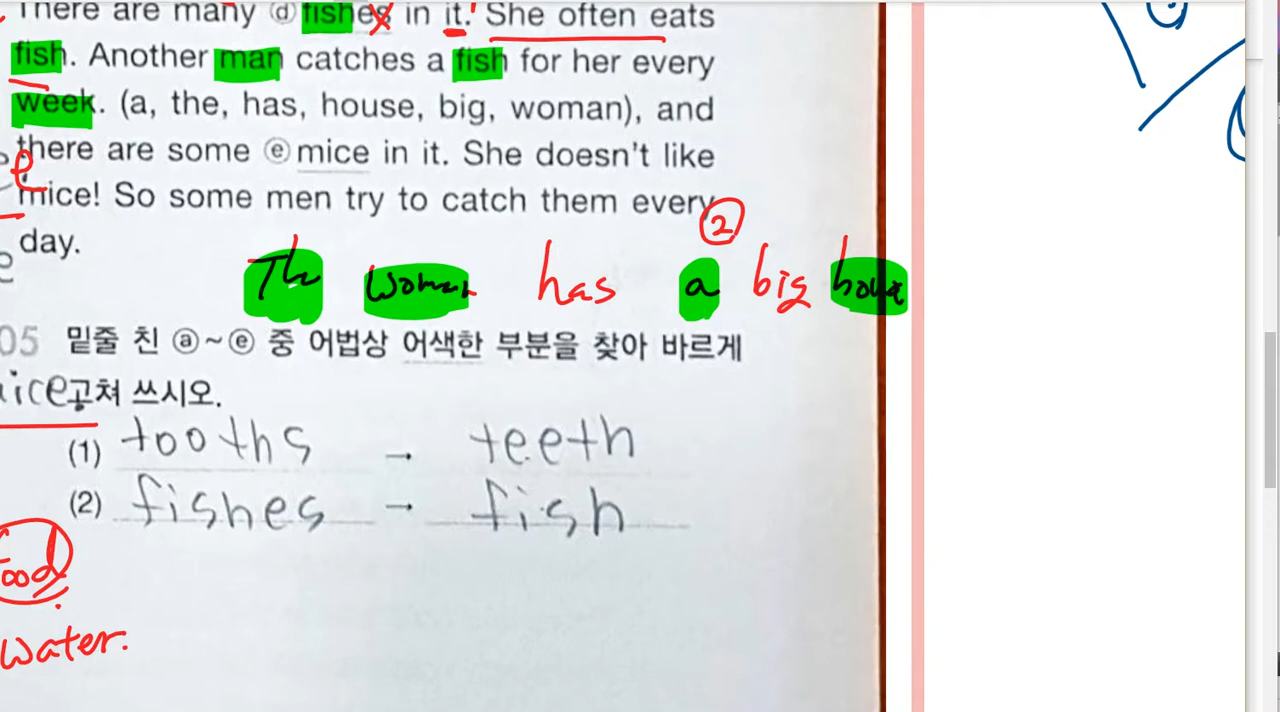 There are many ⓓ fishes in it. She often eats
fish. Another man catches a fish for her every
week. (a, the, has, house, big, woman), and
there are some ⓔ mice in it. She doesn't like
e
mice! So some men try to catch them every
②
day.
The woman has a big house
05 밑줄 친 ⓐ~ⓔ 중 어법상 어색한 부분을 찾아 바르게
고쳐 쓰시오.
(1) tooths → teeth
(2) fishes → fish
food
water.